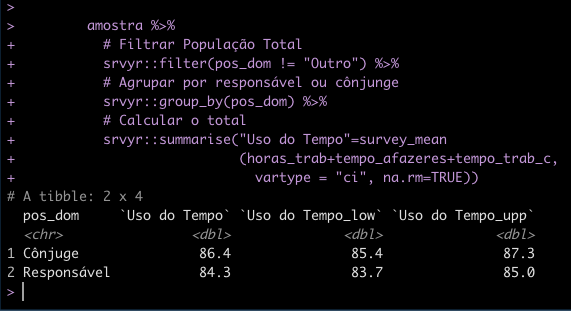 >
>        amostra %>%
+          # Filtrar População Total
+          srvyr::filter(pos_dom != "Outro") %>%
+          # Agrupar por responsável ou cônjunge
+          srvyr::group_by(pos_dom) %>%
+          # Calcular o total
+          srvyr::summarise("Uso do Tempo"=survey_mean
+                          (horas_trab+tempo_afazeres+tempo_trab_c,
+                            vartype = "ci", na.rm=TRUE))
# A tibble: 2 x 4
  pos_dom     `Uso do Tempo` `Uso do Tempo_low` `Uso do Tempo_upp`
  <chr>                <dbl>              <dbl>              <dbl>
1 Cônjuge               86.4               85.4               87.3
2 Responsável           84.3               83.7               85.0
>